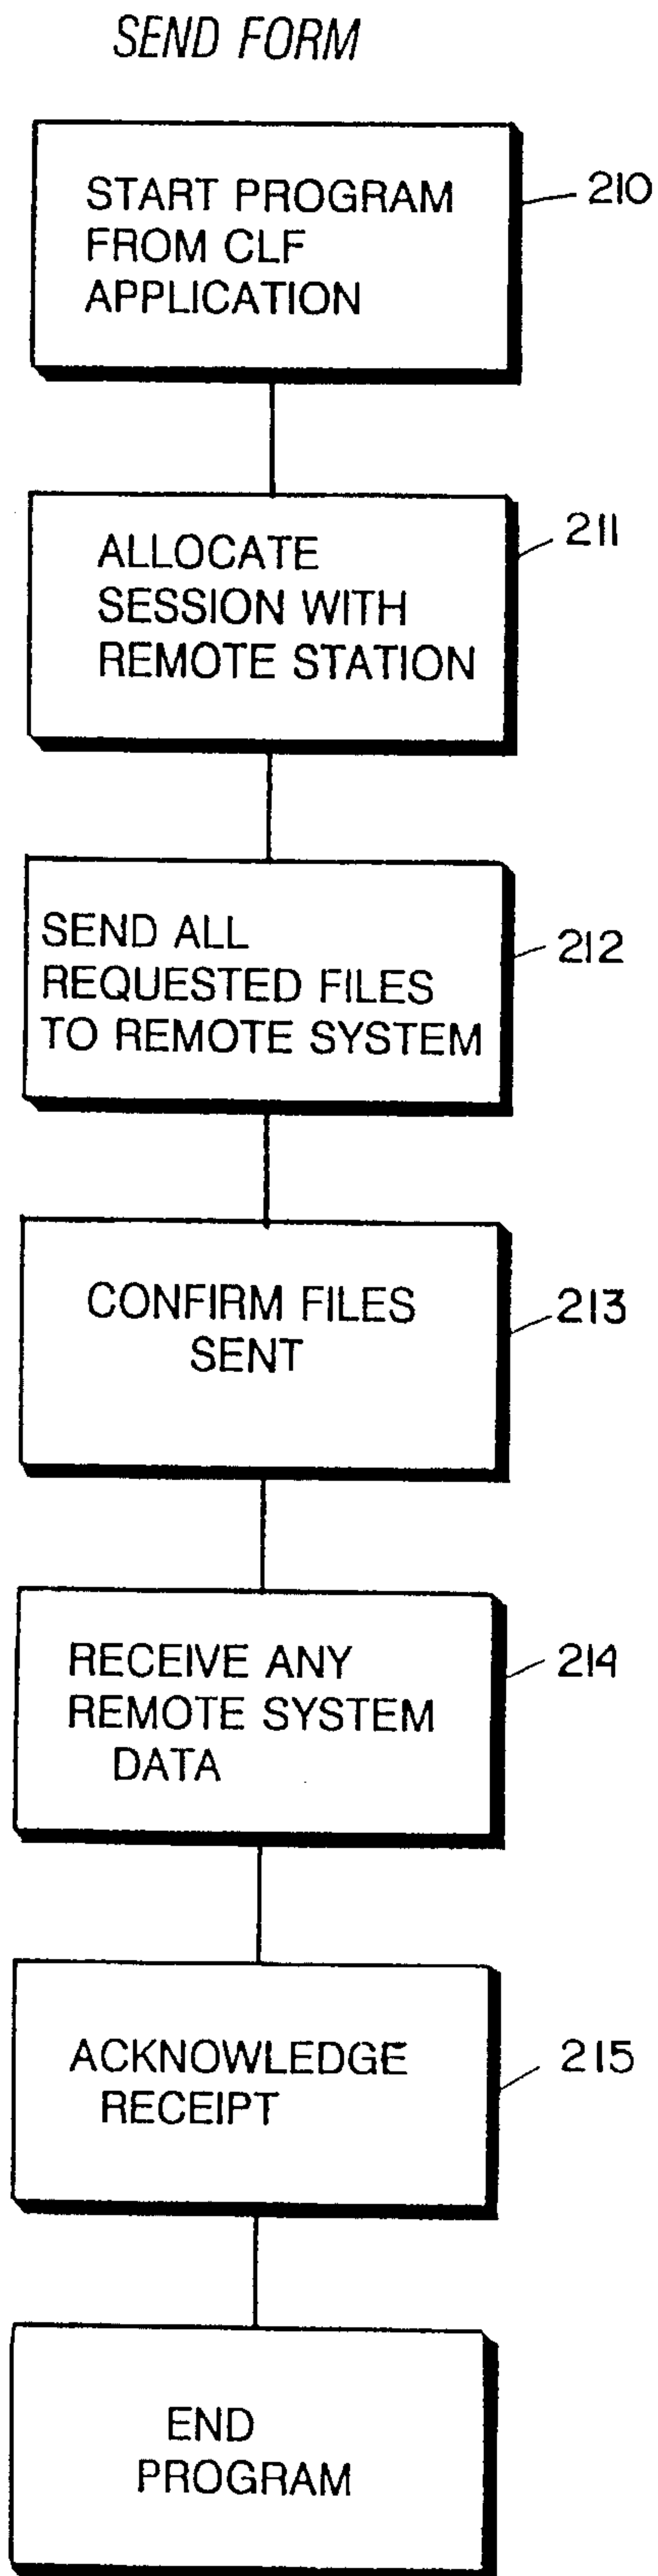 SEND FORM
START PROGRAM
FROM CLF
APPLICATION
210
ALLOCATE
SESSION WITH
REMOTE STATION
211
SEND ALL
REQUESTED FILES
TO REMOTE SYSTEM
212
CONFIRM FILES
SENT
213
RECEIVE ANY
REMOTE SYSTEM
DATA
214
ACKNOWLEDGE
RECEIPT
215
END
PROGRAM